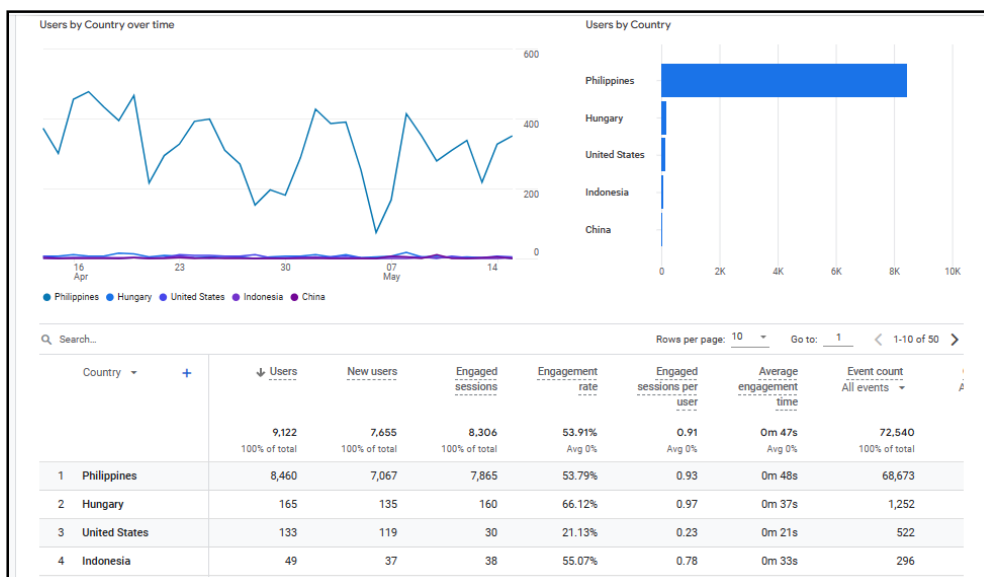 Users by Country over time
600
400
200
0
16
Apr
23
30
07
May
14
Philippines
Hungary
United States
Indonesia
China
Users by Country
Philippines
Hungary
United States
Indonesia
China
0
2K
4K
6K
8K
10K
Search...
Rows per page: 10
Go to: 1
1-10 of 50
Country
+
Users
New users
Engaged
sessions
Engagement
rate
Engaged
sessions per
user
Average
engagement
time
Event count
All events
9,122 7,655 8,306 53.91% 0.91 0m 47s 72,540
100% of total 100% of total 100% of total Avg 0% Avg 0% Avg 0% 100% of total
1 Philippines 8,460 7,067 7,865 53.79% 0.93 0m 48s 68,673
2 Hungary 165 135 160 66.12% 0.97 0m 37s 1,252
3 United States 133 119 30 21.13% 0.23 0m 21s 522
4 Indonesia 49 37 38 55.07% 0.78 0m 33s 296